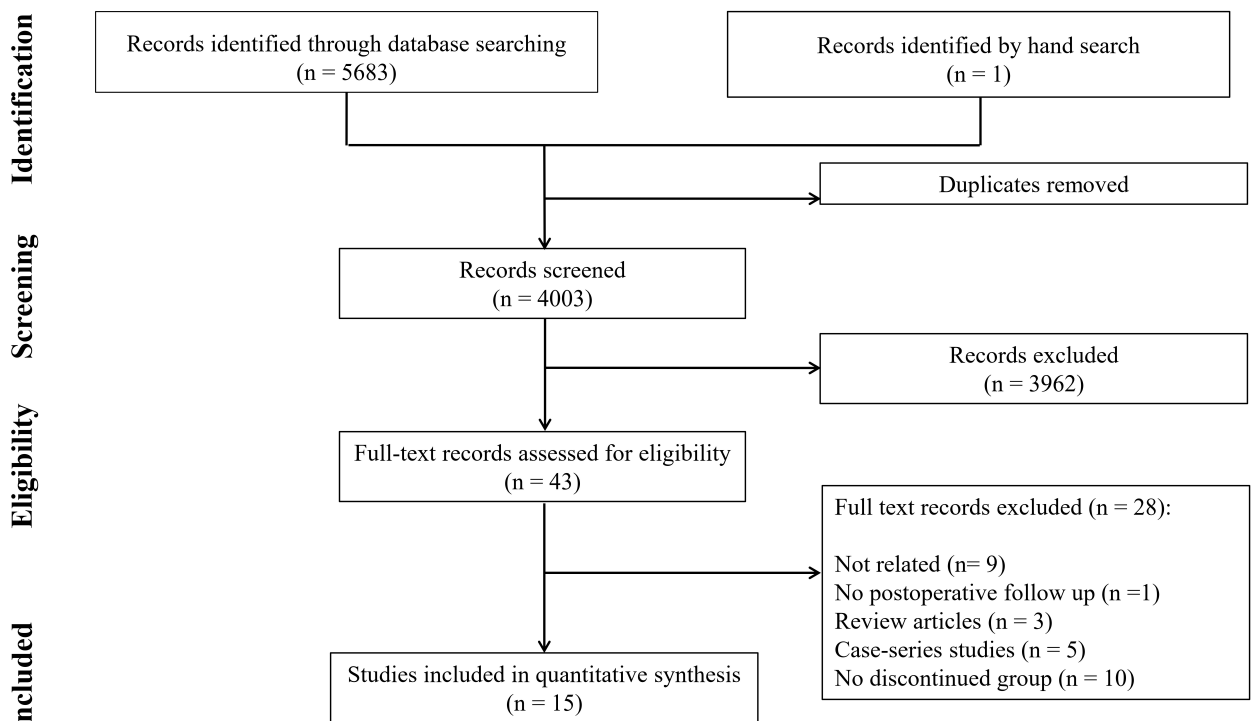 Identification
Records identified through database searching
(n = 5683)
Records identified by hand search
(n = 1)
Duplicates removed
Screening
Records screened
(n = 4003)
Records excluded
(n = 3962)
Eligibility
Full-text records assessed for eligibility
(n = 43)
Full text records excluded (n = 28):
Not related (n= 9)
No postoperative follow up (n =1)
Review articles (n = 3)
Case-series studies (n = 5)
No discontinued group (n = 10)
ncluded
Studies included in quantitative synthesis
(n = 15)